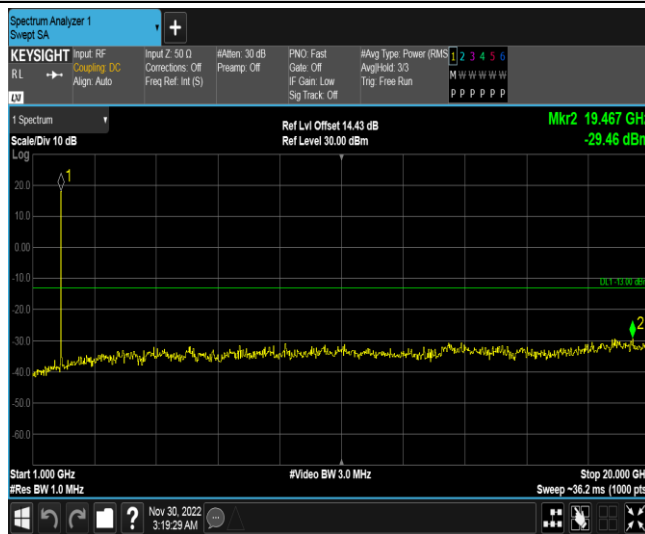 Spectrum Analyzer 1
Swept SA
KEYSIGHT
RL
LXI
Input: RF
Coupling: DC
Align: Auto
Input Z: 50 Ω
Corrections: Off
Freq Ref: Int (S)
#Atten: 30 dB
Preamp: Off
PNO: Fast
Gate: Off
IF Gain: Low
Sig Track: Off
#Avg Type: Power (RMS
Avg|Hold: 3/3
Trig: Free Run
1 2 3 4 5 6
M W W W W W
P P P P P P
1 Spectrum
Scale/Div 10 dB
Log
Ref Lvl Offset 14.43 dB
Ref Level 30.00 dBm
Mkr2 19.467 GHz
-29.46 dBm
1
20.0
10.0
0.00
-10.0
DL1 -13.00 dBm
-20.0
2
-30.0
-40.0
-50.0
-60.0
Start 1.000 GHz
#Res BW 1.0 MHz
#Video BW 3.0 MHz
Stop 20.000 GH
Sweep ~36.2 ms (1000 pts
Nov 30, 2022
3:19:29 AM